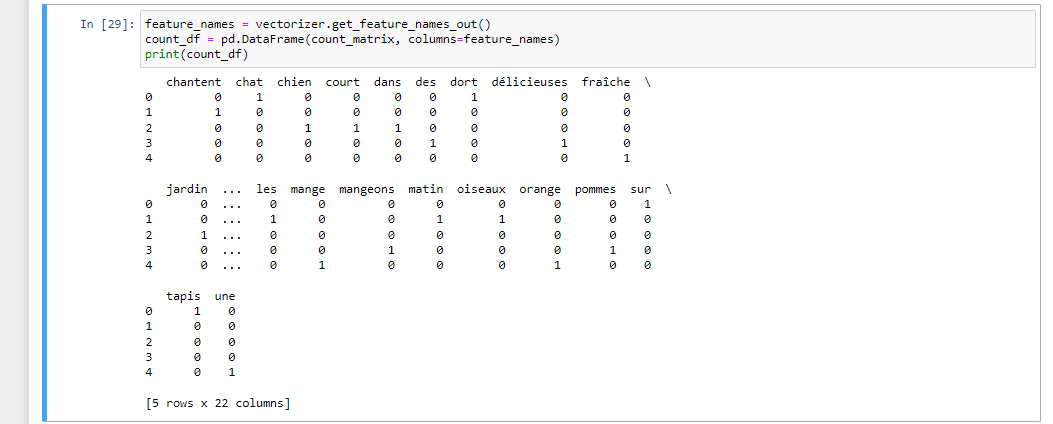 In [29]: feature_names = vectorizer.get_feature_names_out()
count_df = pd.DataFrame(count_matrix, columns=feature_names)
print(count_df)
chantent chat chien court dans des dort délicieuses fraîche \
0 0 1 0 0 0 0 1 0 0
1 1 0 0 0 0 0 0 0 0
2 0 0 1 1 1 0 0 0 0
3 0 0 0 0 0 1 0 1 0
4 0 0 0 0 0 0 0 0 1
jardin ... les mange mangeons matin oiseaux orange pommes sur \
0 0 ... 0 0 0 0 0 0 0 1
1 0 ... 1 0 0 1 1 0 0 0
2 1 ... 0 0 0 0 0 0 0 0
3 0 ... 0 0 1 0 0 0 1 0
4 0 ... 0 1 0 0 0 1 0 0
tapis une
0 1 0
1 0 0
2 0 0
3 0 0
4 0 1
[5 rows x 22 columns]